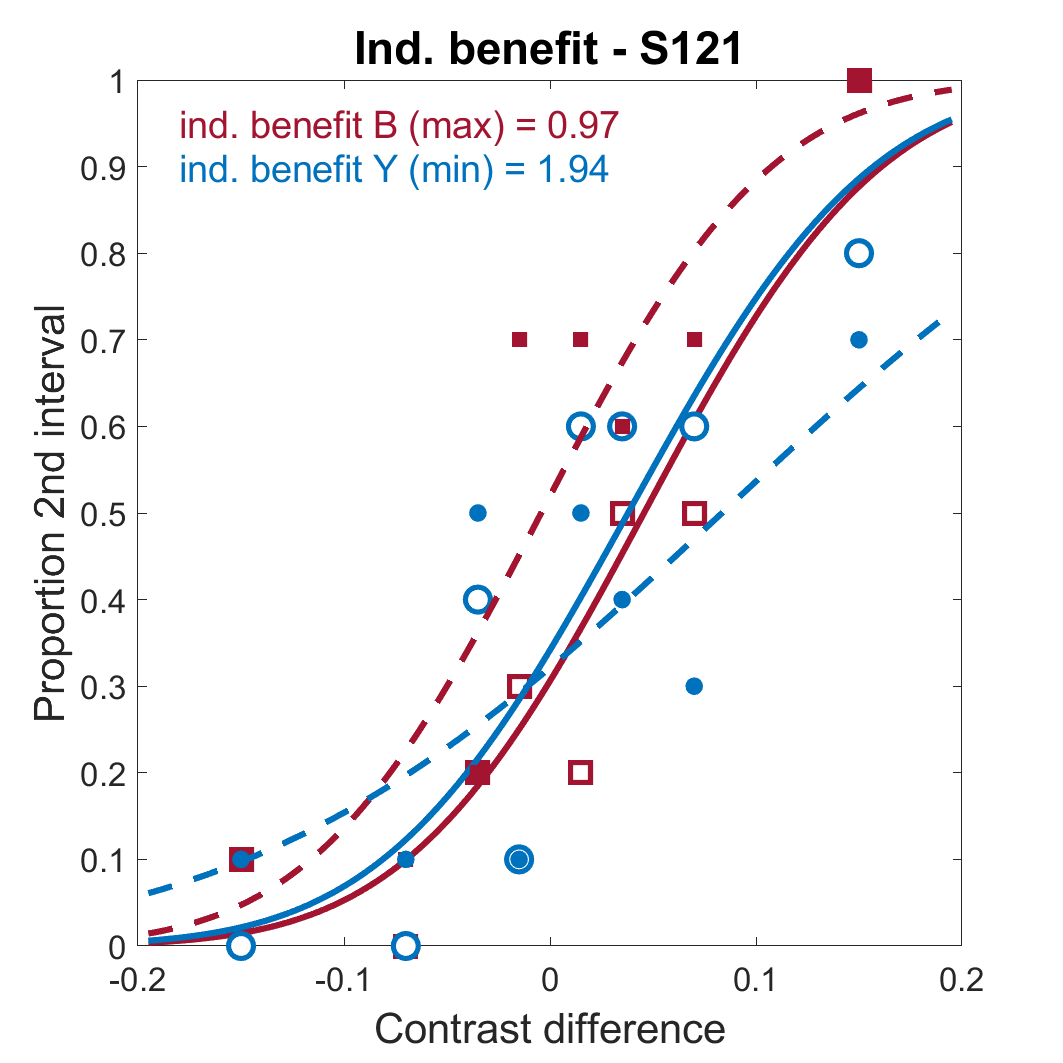 Ind. benefit - S121
ind. benefit B (max) = 0.97
ind. benefit Y (min) = 1.94
Proportion 2nd interval
1
0.9
0.8
0.7
0.6
0.5
0.4
0.3
0.2
0.1
0
-0.2 -0.1 0 0.1 0.2
Contrast difference